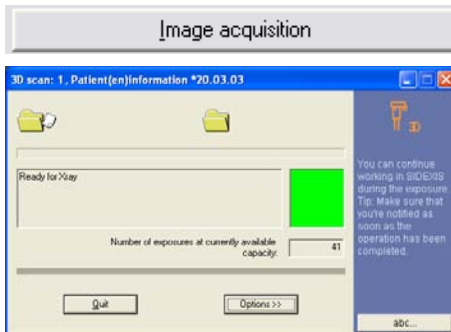 Image acquisition
3D scan: 1 , Patient(en)information *20.03.03
3D
You can continue
working in SIDEXIS
during the exposure.
Tip: Make sure that
you're notified as
soon as the
operation has been
completed.
Ready for Xray
Number of exposures at currently available
capacity:
41
Quit
Options >>
abc...